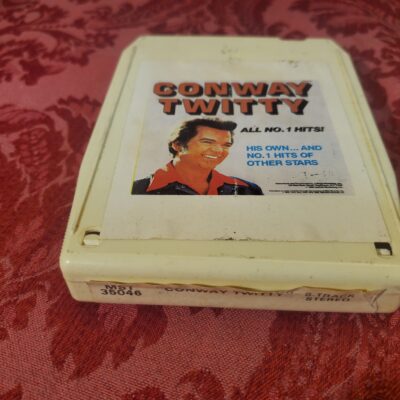 CONWAY
TWITTY
ALL NO. 1 HITS!
HIS OWN... AND
NO. 1 HITS OF
OTHER STARS
MST
35046
CONWAY TWITTY
8-TRACK
STEREO